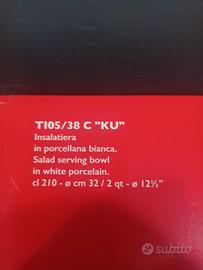 TI05/38 C "KU"
Insalatiera
in porcellana bianca.
Salad serving bowl
in white porcelain.
cl 210 - ø cm 32 / 2 qt - ø 12½"
subito